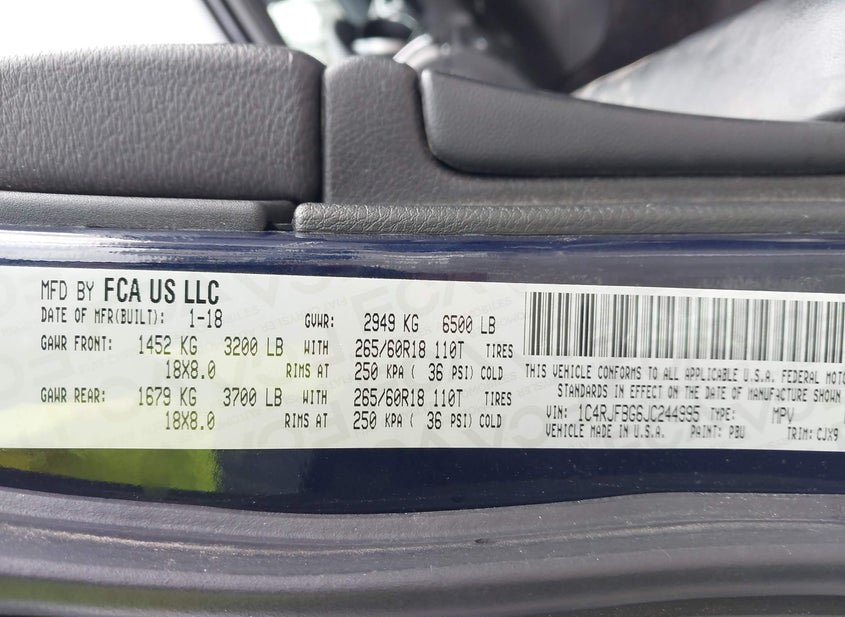 MFD BY FCA US LLC
DATE OF MFR(BUILT): 1-18 GVWR: 2949 KG 6500 LB
GAWR FRONT: 1452 KG 3200 LB WITH 265/60R18 110T TIRES
18X8.0 RIMS AT 250 KPA ( 36 PSI) COLD
GAWR REAR: 1679 KG 3700 LB WITH 265/60R18 110T TIRES
18X8.0 RIMS AT 250 KPA ( 36 PSI) COLD
THIS VEHICLE CONFORMS TO ALL APPLICABLE U.S.A. FEDERAL MOTO
STANDARDS IN EFFECT ON THE DATE OF MANUFACTURE SHOWN
VIN: 1C4RJFBG6JC244995 TYPE: MPV
VEHICLE MADE IN U.S.A. PAINT: PBU TRIM: CJX9